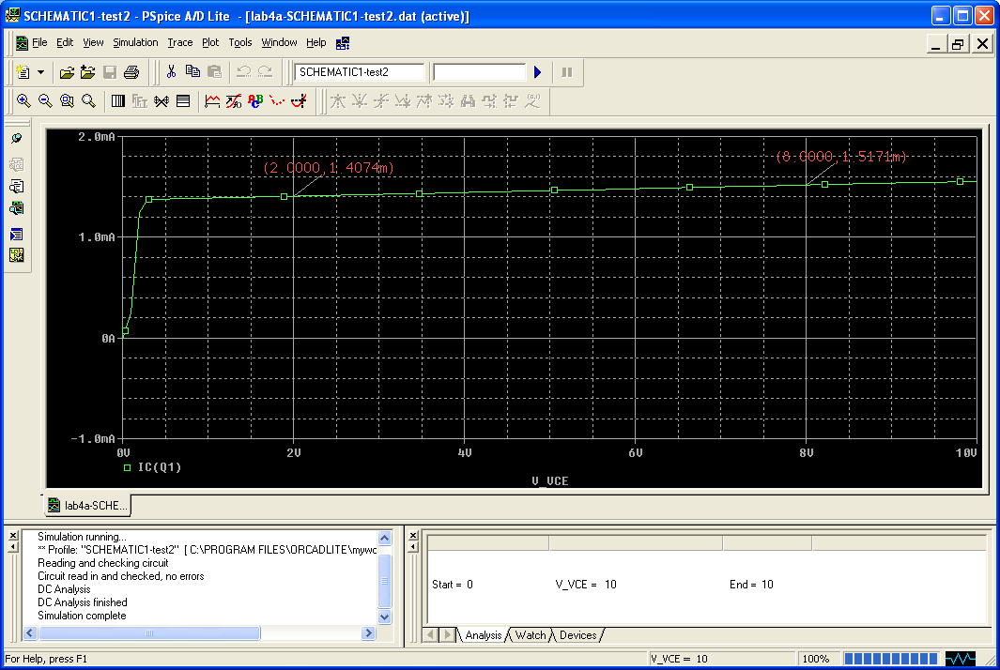 SCHEMATIC1-test2 - PSpice A/D Lite - [lab4a-SCHEMATIC1-test2.dat (active)]
File Edit View Simulation Trace Plot Tools Window Help
SCHEMATIC1-test2
2.0mA
(2.0000,1.4074m)
(8.0000,1.5171m)
1.0mA
0A
-1.0mA
0V 2V 4V 6V 8V 10V
IC(Q1)
V_VCE
lab4a-SCHE...
Simulation running...
** Profile: "SCHEMATIC1-test2" [ C:\PROGRAM FILES\ORCADLITE\mywo
Reading and checking circuit
Circuit read in and checked, no errors
DC Analysis
DC Analysis finished
Simulation complete
Start = 0 V_VCE = 10 End = 10
Analysis Watch Devices
For Help, press F1
V_VCE = 10
100%